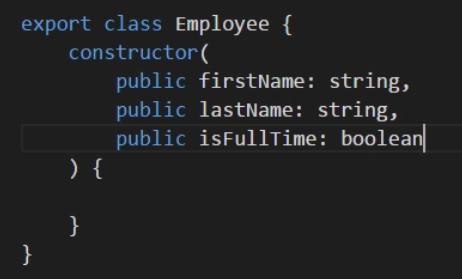 export class Employee {
    constructor(
        public firstName: string,
        public lastName: string,
        public isFullTime: boolean
    ) {

    }
}